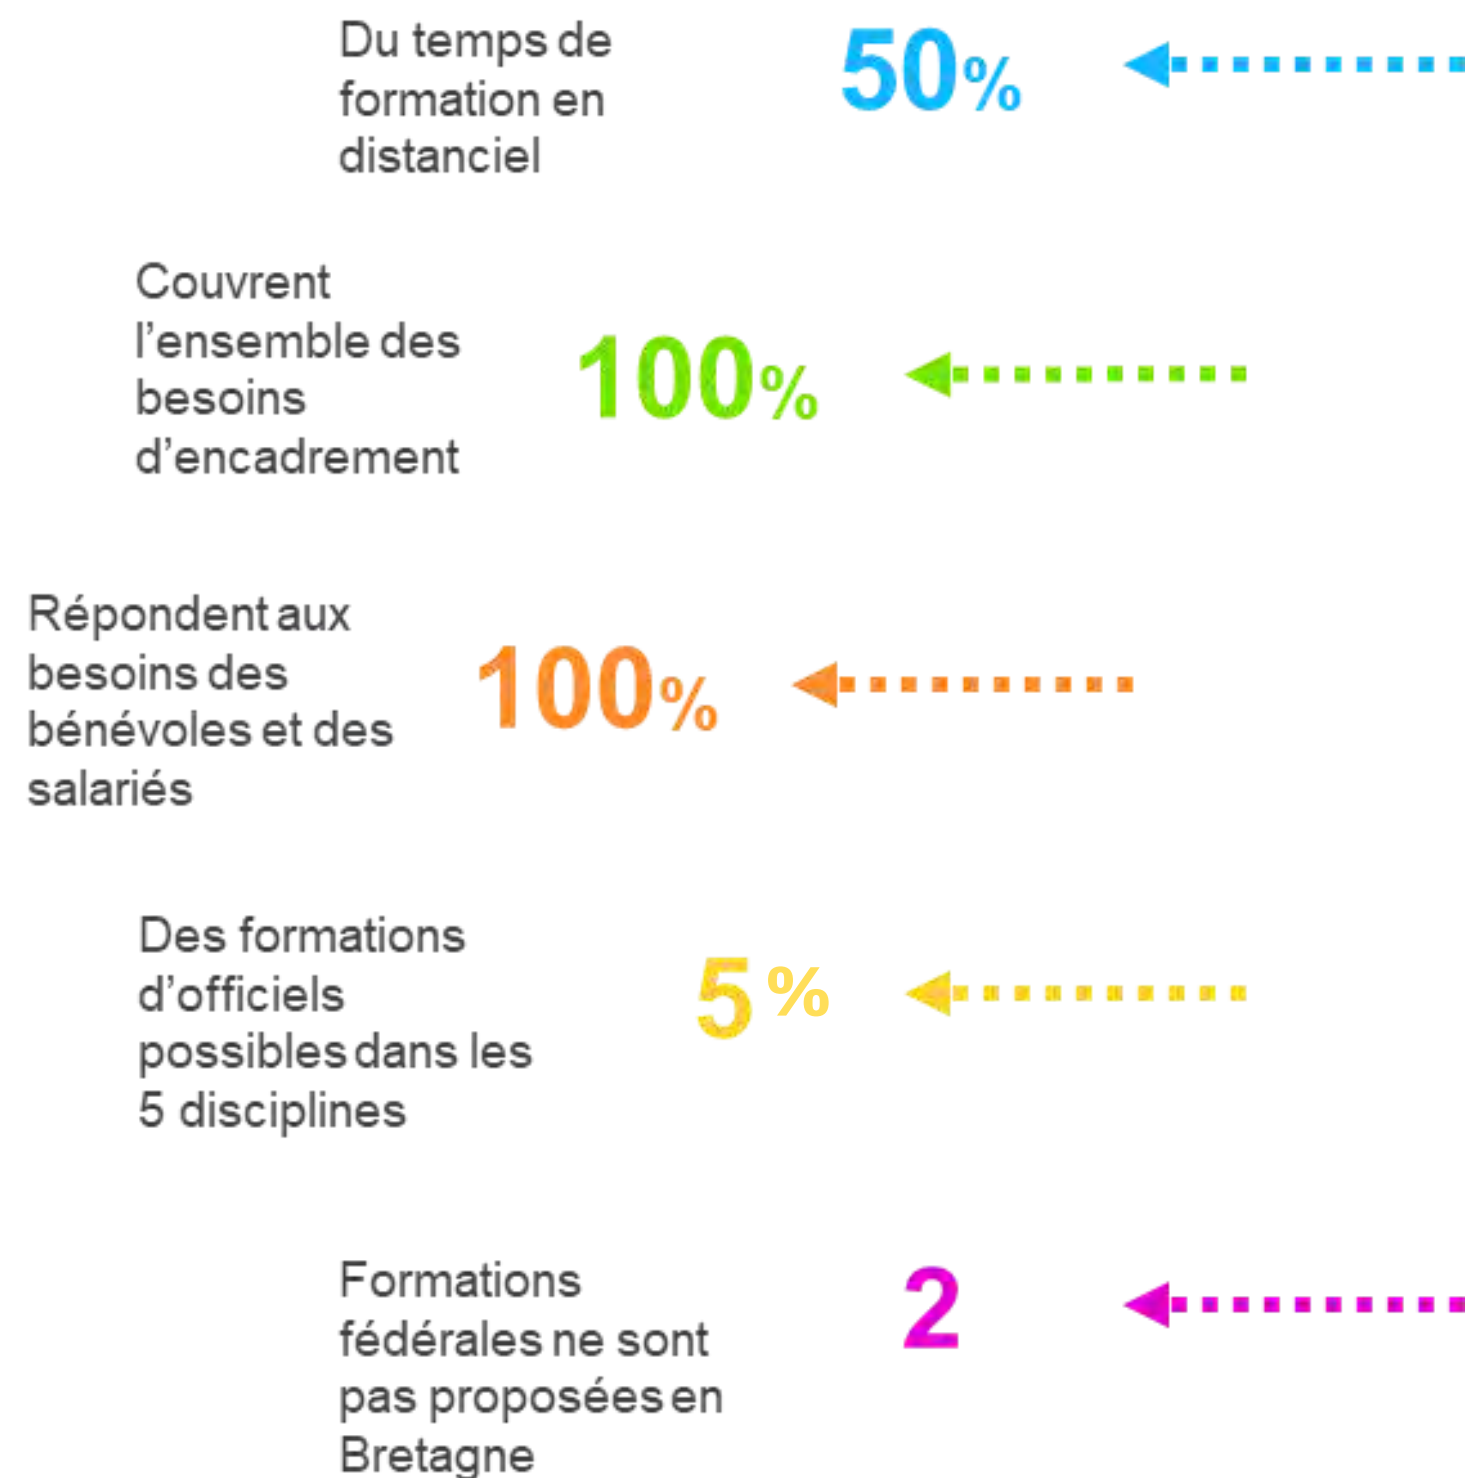 Du temps de
formation en
distanciel
50%
Couvrent
l’ensemble des
besoins
d’encadrement
100%
Répondent aux
besoins des
bénévoles et des
salariés
100%
Des formations
d’officiels
possibles dans les
5 disciplines
5 %
Formations
fédérales ne sont
pas proposées en
Bretagne
2